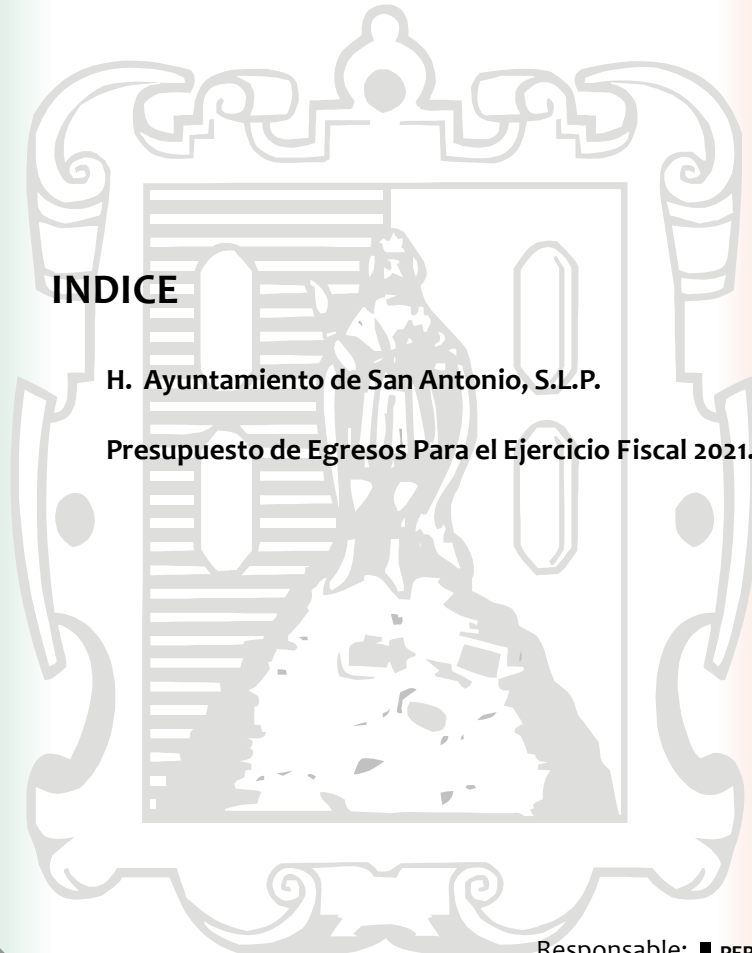 INDICE
H. Ayuntamiento de San Antonio, S.L.P.
Presupuesto de Egresos Para el Ejercicio Fiscal 2021.
Responsable: